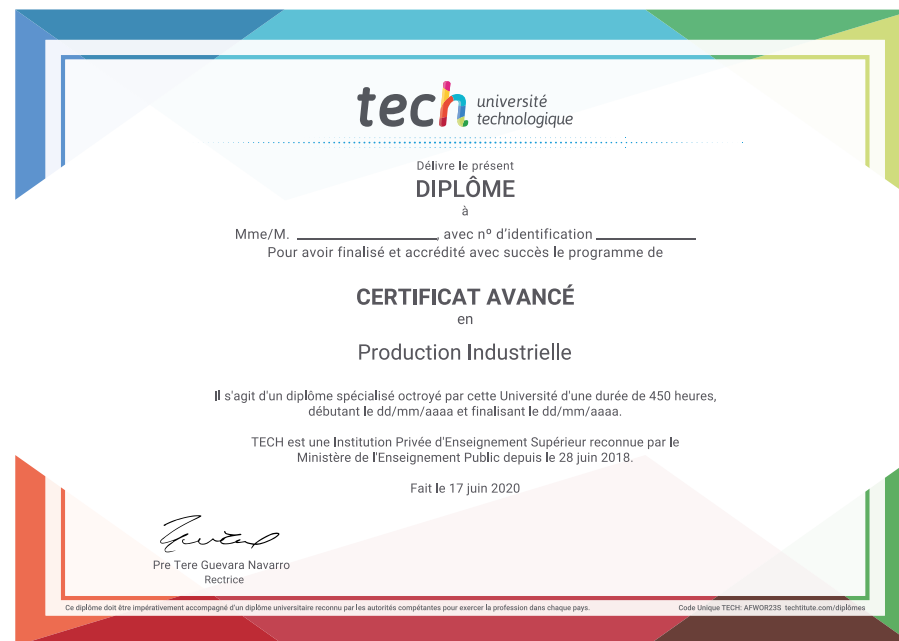 tech université
technologique
Délivre le présent
DIPLÔME
à
Mme/M. , avec nº d'identification
Pour avoir finalisé et accrédité avec succès le programme de
CERTIFICAT AVANCÉ
en
Production Industrielle
Il s'agit d'un diplôme spécialisé octroyé par cette Université d'une durée de 450 heures,
débutant le dd/mm/aaaa et finalisant le dd/mm/aaaa.
TECH est une Institution Privée d'Enseignement Supérieur reconnue par le
Ministère de l'Enseignement Public depuis le 28 juin 2018.
Fait le 17 juin 2020
Pre Tere Guevara Navarro
Rectrice
Ce diplôme doit être impérativement accompagné d'un diplôme universitaire reconnu par les autorités compétantes pour exercer la profession dans chaque pays.
Code Unique TECH: AFWOR23S techtitute.com/diplômes